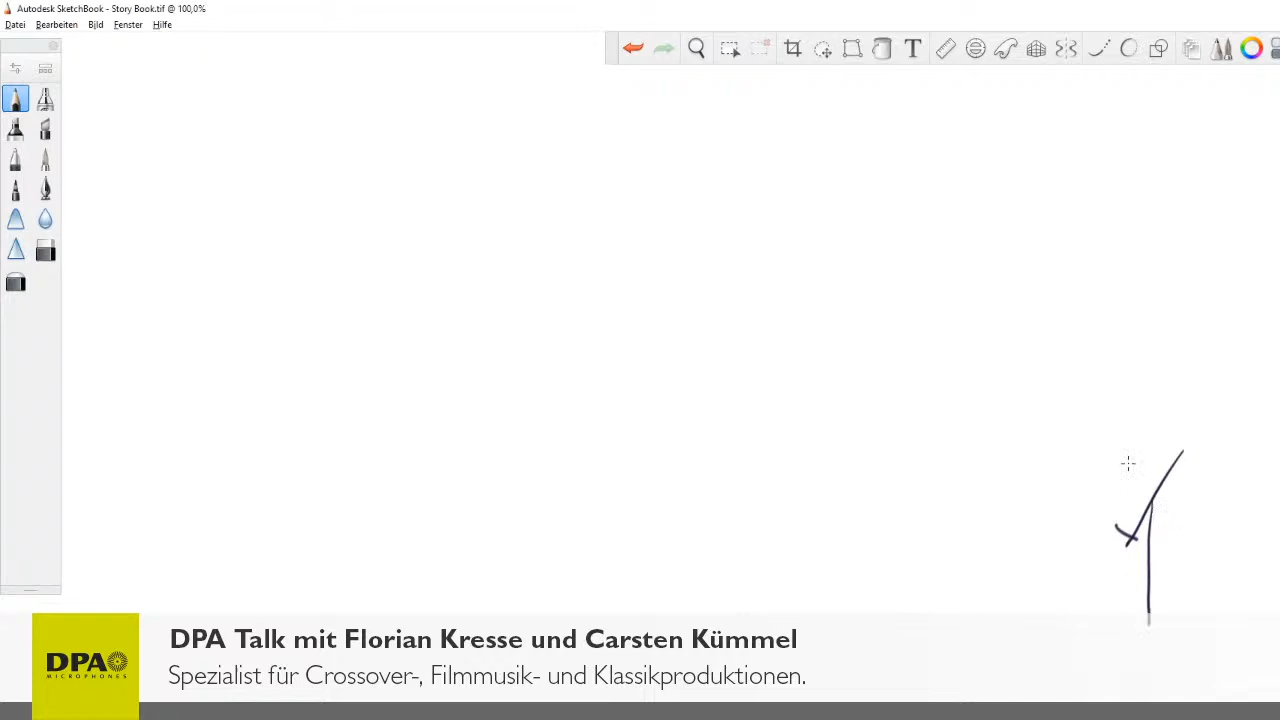 Autodesk SketchBook - Story Book.tif @ 100,0%
Datei Bearbeiten Bild Fenster Hilfe
T
DPA Talk mit Florian Kresse und Carsten Kümmel
Spezialist für Crossover-, Filmmusik- und Klassikproduktionen.
DPA
MICROPHONES